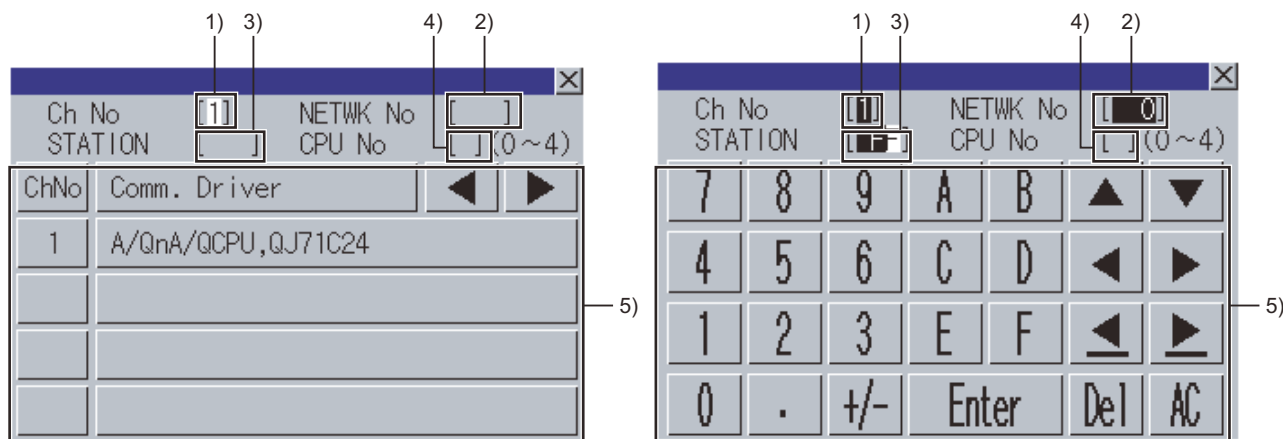 1) 3) 4) 2)
Ch No [1] NETWK No [ ]
STATION [ ] CPU No [ ] (0~4)
ChNo Comm. Driver ◀ ▶
1 A/QnA/QCPU,QJ71C24
5)
1) 3) 4) 2)
Ch No [1] NETWK No [ 0]
STATION [FF] CPU No [ ] (0~4)
7 8 9 A B ▲ ▼
4 5 6 C D ◀ ▶
1 2 3 E F ◀ ▶
0 . +/- Enter Del AC
5)